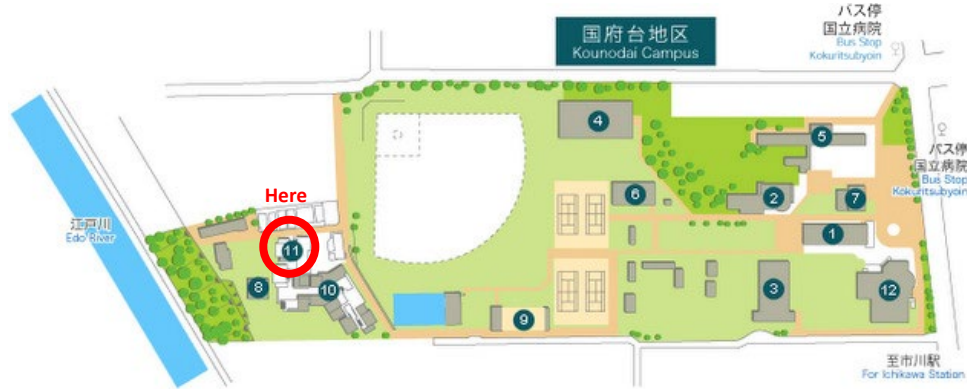 バス停
国立病院
Bus Stop
Kokuritsubyoin
国府台地区
Kounodai Campus
4
5
バス停
国立病院
Bus Stop
Kokuritsubyoin
6
2
7
Here
江戸川
Edo River
11
1
8
10
3
12
9
至市川駅
For Ichikawa Station